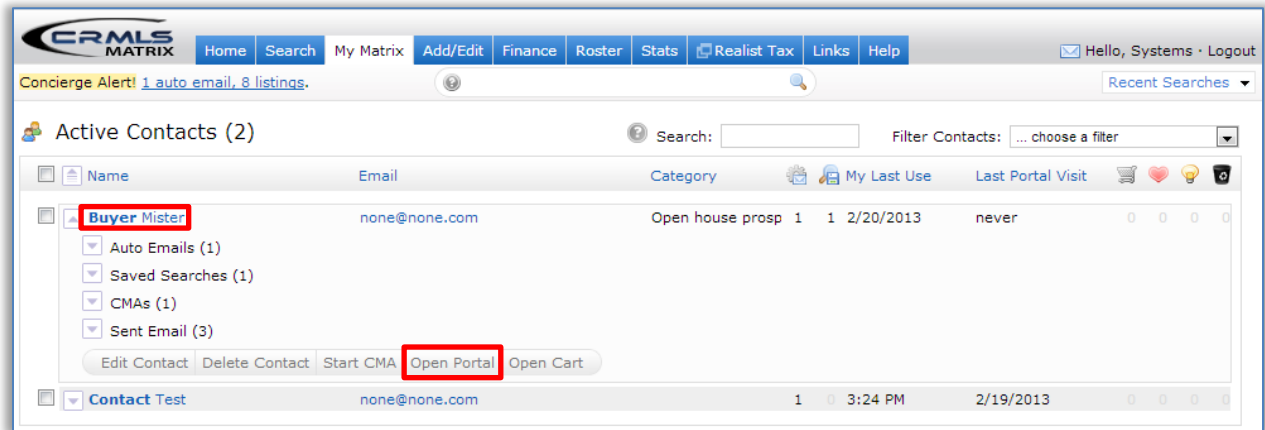 CRMLS
MATRIX
Home Search My Matrix Add/Edit Finance Roster Stats Realist Tax Links Help Hello, Systems · Logout
Concierge Alert! 1 auto email, 8 listings. Recent Searches
Active Contacts (2) Search: Filter Contacts: ... choose a filter
Name Email Category My Last Use Last Portal Visit
Buyer Mister none@none.com Open house prosp 1 1 2/20/2013 never 0 0 0 0
Auto Emails (1)
Saved Searches (1)
CMAs (1)
Sent Email (3)
Edit Contact Delete Contact Start CMA Open Portal Open Cart
Contact Test none@none.com 1 0 3:24 PM 2/19/2013 0 0 0 0